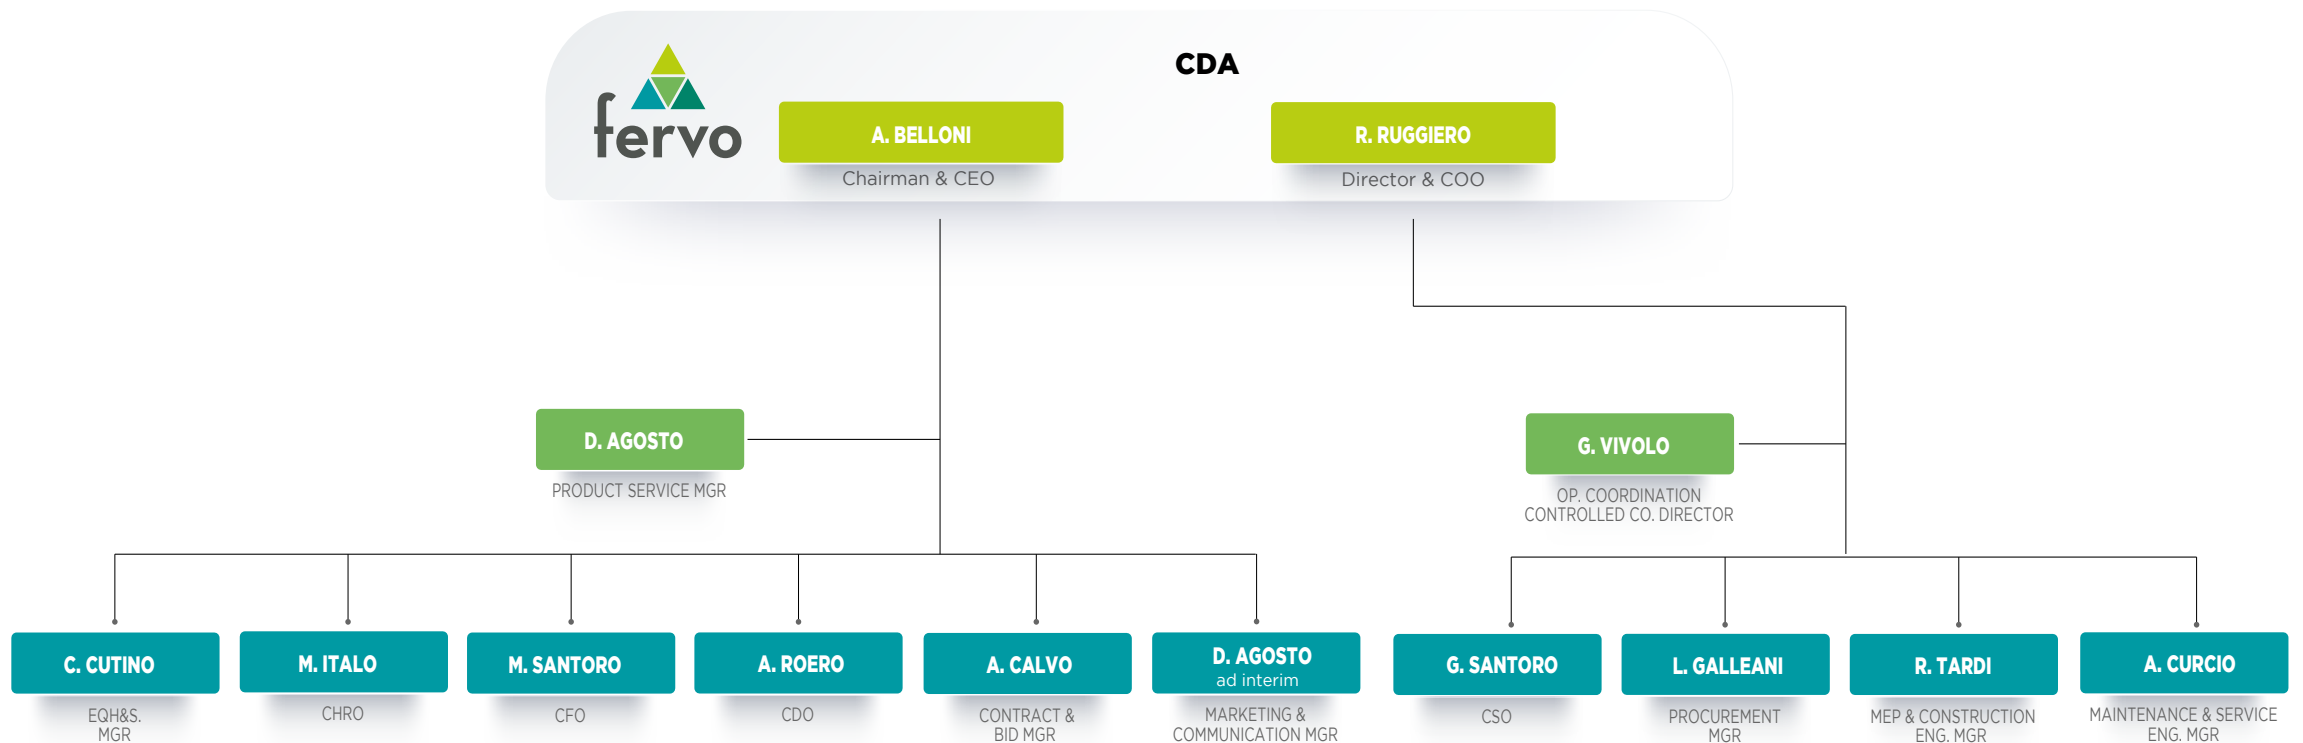 CDA
fervo
A. BELLONI
Chairman & CEO
R. RUGGIERO
Director & COO
D. AGOSTO
PRODUCT SERVICE MGR
G. VIVOLO
OP. COORDINATION
CONTROLLED CO. DIRECTOR
C. CUTINO
EQH&S.
MGR
M. ITALO
CHRO
M. SANTORO
CFO
A. ROERO
CDO
A. CALVO
CONTRACT &
BID MGR
D. AGOSTO
ad interim
MARKETING &
COMMUNICATION MGR
G. SANTORO
CSO
L. GALLEANI
PROCUREMENT
MGR
R. TARDI
MEP & CONSTRUCTION
ENG. MGR
A. CURCIO
MAINTENANCE & SERVICE
ENG. MGR